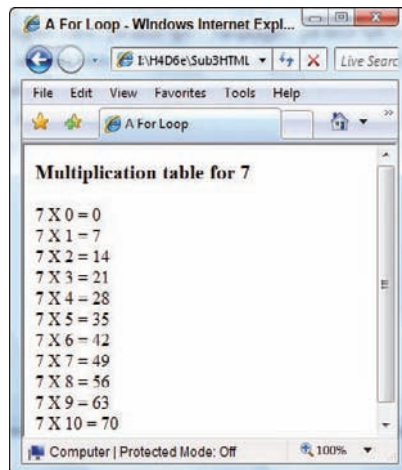 A For Loop - Windows Internet Expl...
I:\H4D6e\Sub3HTML
Live Searc
File Edit View Favorites Tools Help
A For Loop
Multiplication table for 7
7 X 0 = 0
7 X 1 = 7
7 X 2 = 14
7 X 3 = 21
7 X 4 = 28
7 X 5 = 35
7 X 6 = 42
7 X 7 = 49
7 X 8 = 56
7 X 9 = 63
7 X 10 = 70
Computer | Protected Mode: Off 100%